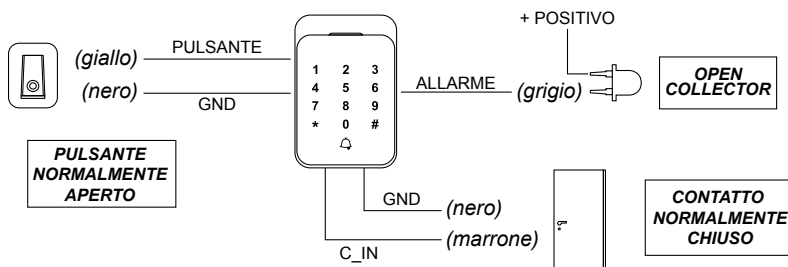 + POSITIVO
(giallo)
PULSANTE
(nero)
GND
1 2 3
4 5 6
7 8 9
* 0 #
ALLARME
(grigio)
OPEN
COLLECTOR
PULSANTE
NORMALMENTE
APERTO
GND
(nero)
C_IN
(marrone)
CONTATTO
NORMALMENTE
CHIUSO